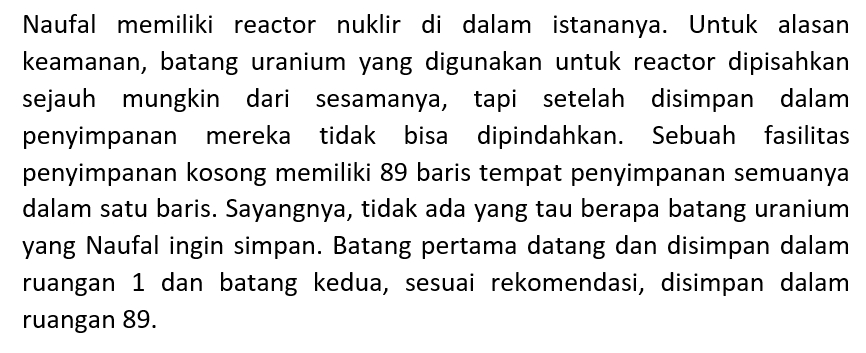 Naufal memiliki reactor nuklir di dalam istananya. Untuk alasan
keamanan, batang uranium yang digunakan untuk reactor dipisahkan
sejauh mungkin dari sesamanya, tapi setelah disimpan dalam
penyimpanan mereka tidak bisa dipindahkan. Sebuah fasilitas
penyimpanan kosong memiliki 89 baris tempat penyimpanan semuanya
dalam satu baris. Sayangnya, tidak ada yang tau berapa batang uranium
yang Naufal ingin simpan. Batang pertama datang dan disimpan dalam
ruangan 1 dan batang kedua, sesuai rekomendasi, disimpan dalam
ruangan 89.